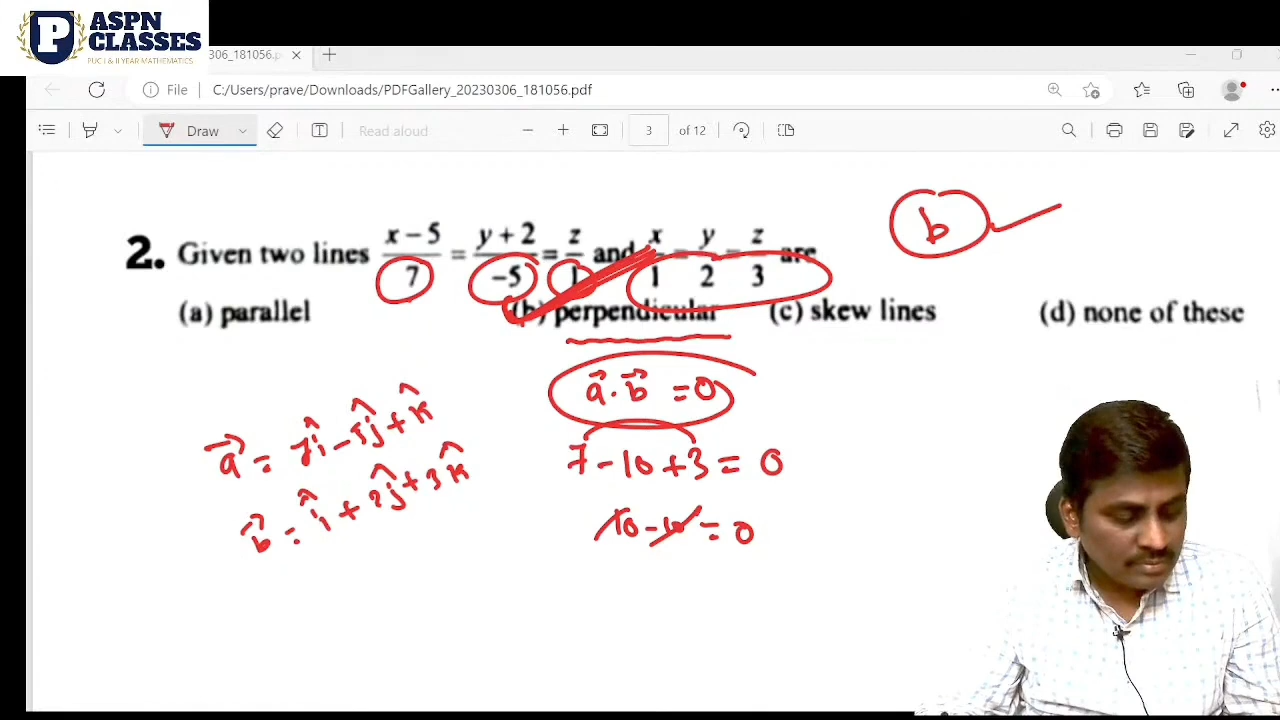 ASPN
CLASSES
PUC I & II YEAR MATHEMATICS
306_181056.p
File C:/Users/prave/Downloads/PDFGallery_20230306_181056.pdf
Draw Read aloud 3 of 12
2. Given two lines x − 5 / 7 = y + 2 / −5 = z / 1 and x / 1 = y / 2 = z / 3 are
(a) parallel (b) perpendicular (c) skew lines (d) none of these
b
a⃗ . b⃗ = 0
a⃗ = 7î − 5ĵ + k̂
7 − 10 + 3 = 0
b⃗ = î + 2ĵ + 3k̂
10 − 10 = 0